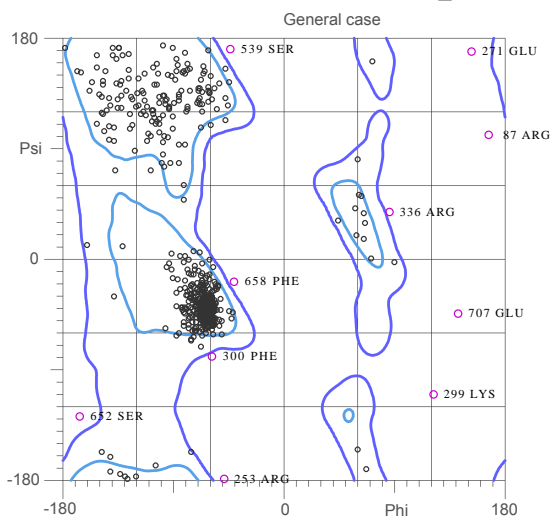 General case
180
539 SER
271 GLU
87 ARG
Psi
336 ARG
0
658 PHE
707 GLU
300 PHE
299 LYS
652 SER
-180
253 ARG
-180
0
Phi
180